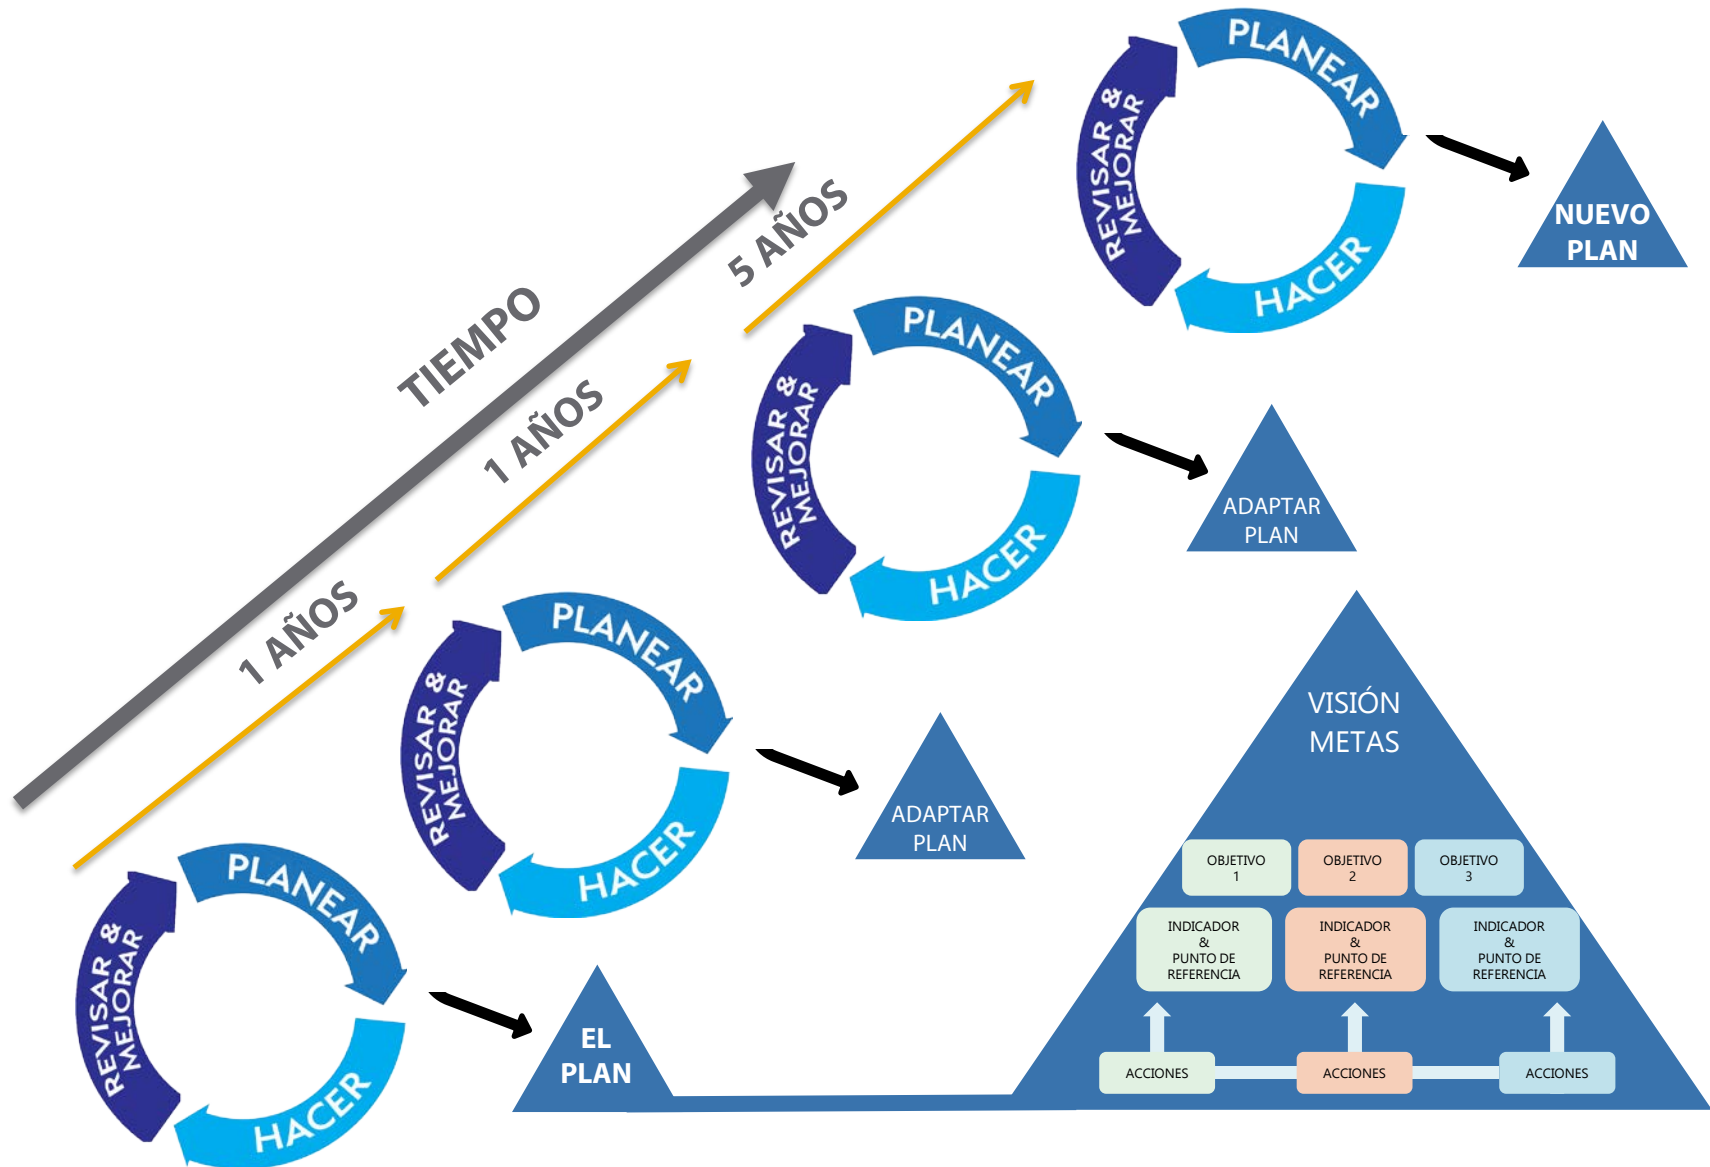 PLANEAR
HACER
REVISAR &
MEJORAR
NUEVO
PLAN
5 AÑOS
TIEMPO
PLANEAR
HACER
REVISAR &
MEJORAR
ADAPTAR
PLAN
1 AÑOS
PLANEAR
HACER
REVISAR &
MEJORAR
ADAPTAR
PLAN
1 AÑOS
PLANEAR
HACER
REVISAR &
MEJORAR
EL
PLAN
VISIÓN
METAS
OBJETIVO
1
OBJETIVO
2
OBJETIVO
3
INDICADOR
&
PUNTO DE
REFERENCIA
INDICADOR
&
PUNTO DE
REFERENCIA
INDICADOR
&
PUNTO DE
REFERENCIA
ACCIONES
ACCIONES
ACCIONES